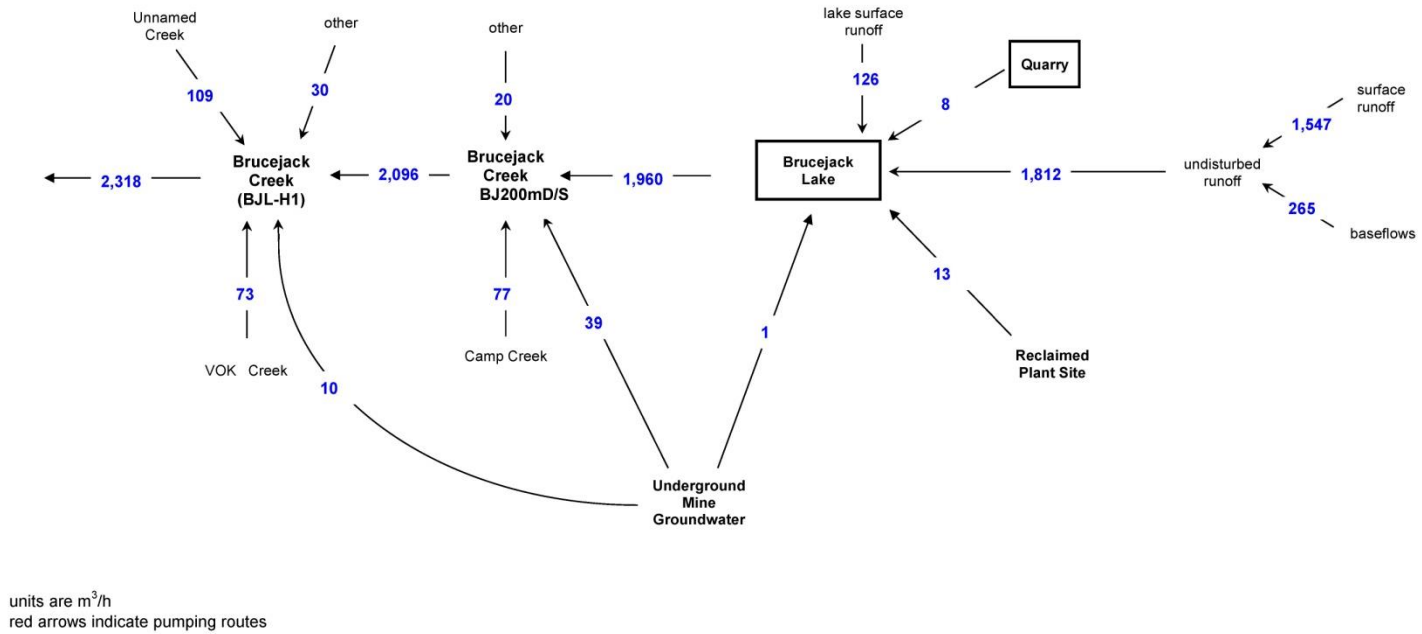 Unnamed
Creek
other
other
lake surface
runoff
Quarry
surface
runoff
109
30
20
126
8
1,547
Brucejack
Creek
(BJL-H1)
Brucejack
Creek
BJ200mD/S
Brucejack
Lake
undisturbed
runoff
2,318
2,096
1,960
1,812
265
baseflows
73
77
39
1
13
VOK Creek
Camp Creek
Reclaimed
Plant Site
10
Underground
Mine
Groundwater
units are m³/h
red arrows indicate pumping routes